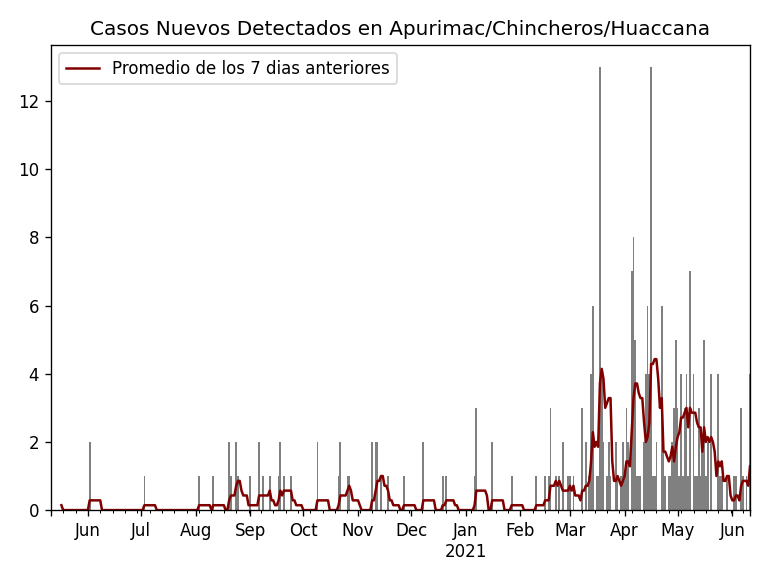 Casos Nuevos Detectados en Apurimac/Chincheros/Huaccana
Promedio de los 7 dias anteriores
12
10
8
6
4
2
0
Jun Jul Aug Sep Oct Nov Dec Jan Feb Mar Apr May Jun
2021